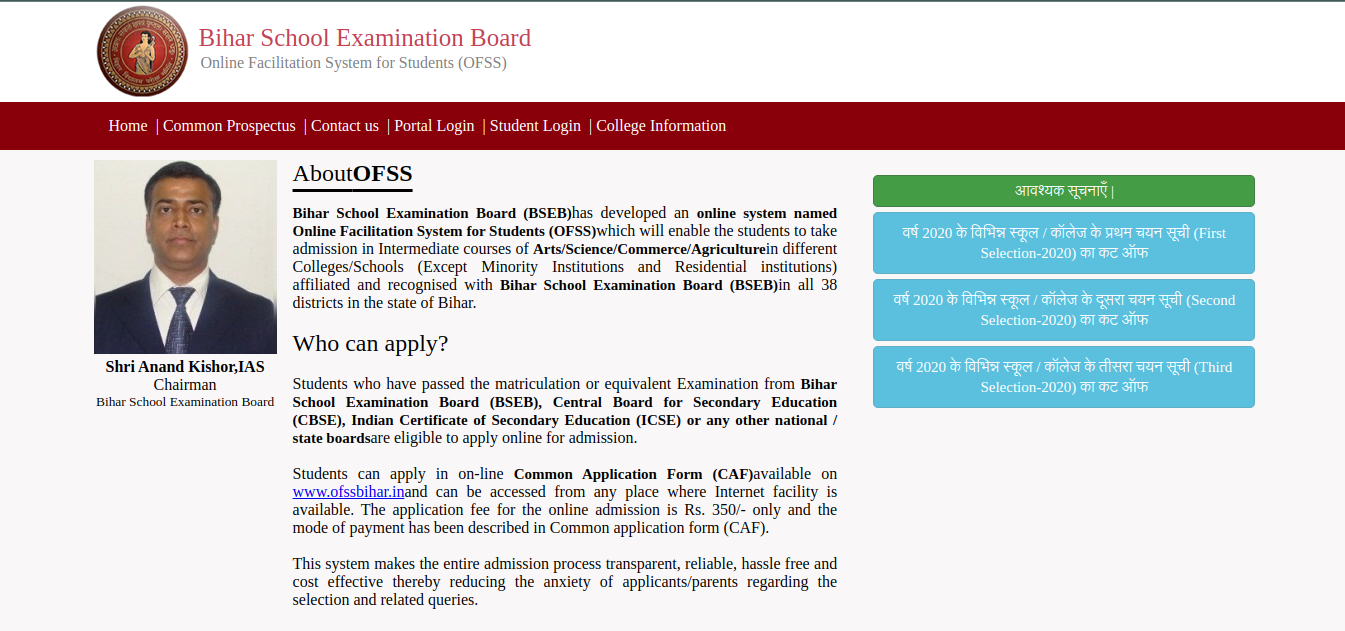 Bihar School Examination Board
Online Facilitation System for Students (OFSS)
Home | Common Prospectus | Contact us | Portal Login | Student Login | College Information
Shri Anand Kishor,IAS
Chairman
Bihar School Examination Board
AboutOFSS
Bihar School Examination Board (BSEB)has developed an online system named
Online Facilitation System for Students (OFSS)which will enable the students to take
admission in Intermediate courses of Arts/Science/Commerce/Agriculturein different
Colleges/Schools (Except Minority Institutions and Residential institutions)
affiliated and recognised with Bihar School Examination Board (BSEB)in all 38
districts in the state of Bihar.
Who can apply?
Students who have passed the matriculation or equivalent Examination from Bihar
School Examination Board (BSEB), Central Board for Secondary Education
(CBSE), Indian Certificate of Secondary Education (ICSE) or any other national /
state boardsare eligible to apply online for admission.
Students can apply in on-line Common Application Form (CAF)available on
www.ofssbihar.inand can be accessed from any place where Internet facility is
available. The application fee for the online admission is Rs. 350/- only and the
mode of payment has been described in Common application form (CAF).
This system makes the entire admission process transparent, reliable, hassle free and
cost effective thereby reducing the anxiety of applicants/parents regarding the
selection and related queries.
आवश्यक सूचनाएँ |
वर्ष 2020 के विभिन्न स्कूल / कॉलेज के प्रथम चयन सूची (First
Selection-2020) का कट ऑफ
वर्ष 2020 के विभिन्न स्कूल / कॉलेज के दूसरा चयन सूची (Second
Selection-2020) का कट ऑफ
वर्ष 2020 के विभिन्न स्कूल / कॉलेज के तीसरा चयन सूची (Third
Selection-2020) का कट ऑफ